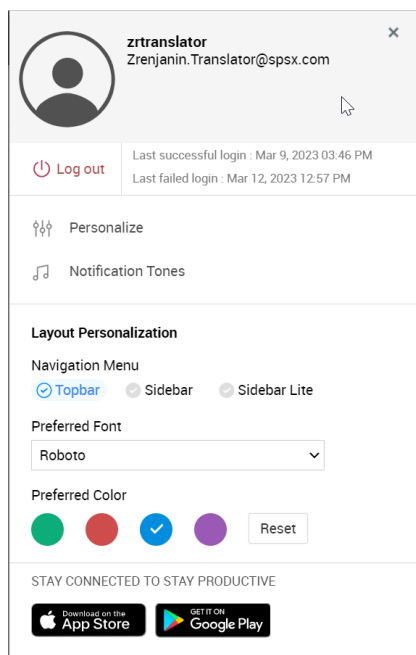 zrtranslator
Zrenjanin.Translator@spsx.com
Log out
Last successful login : Mar 9, 2023 03:46 PM
Last failed login : Mar 12, 2023 12:57 PM
Personalize
Notification Tones
Layout Personalization
Navigation Menu
Topbar Sidebar Sidebar Lite
Preferred Font
Roboto
Preferred Color
Reset
STAY CONNECTED TO STAY PRODUCTIVE
Download on the
App Store
GET IT ON
Google Play